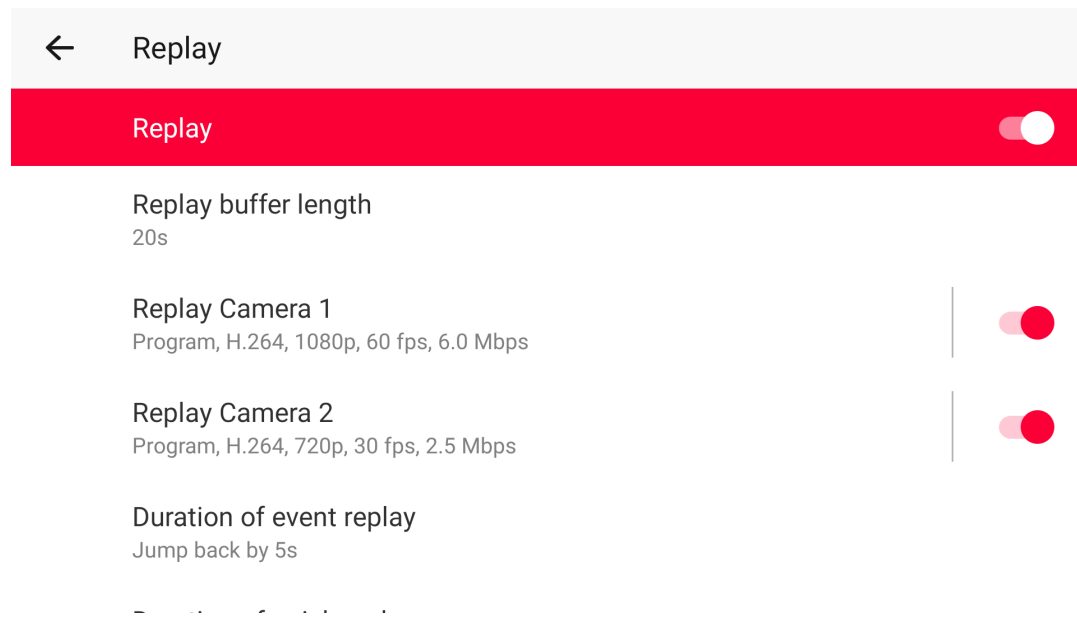 Replay
Replay
Replay buffer length
20s
Replay Camera 1
Program, H.264, 1080p, 60 fps, 6.0 Mbps
Replay Camera 2
Program, H.264, 720p, 30 fps, 2.5 Mbps
Duration of event replay
Jump back by 5s